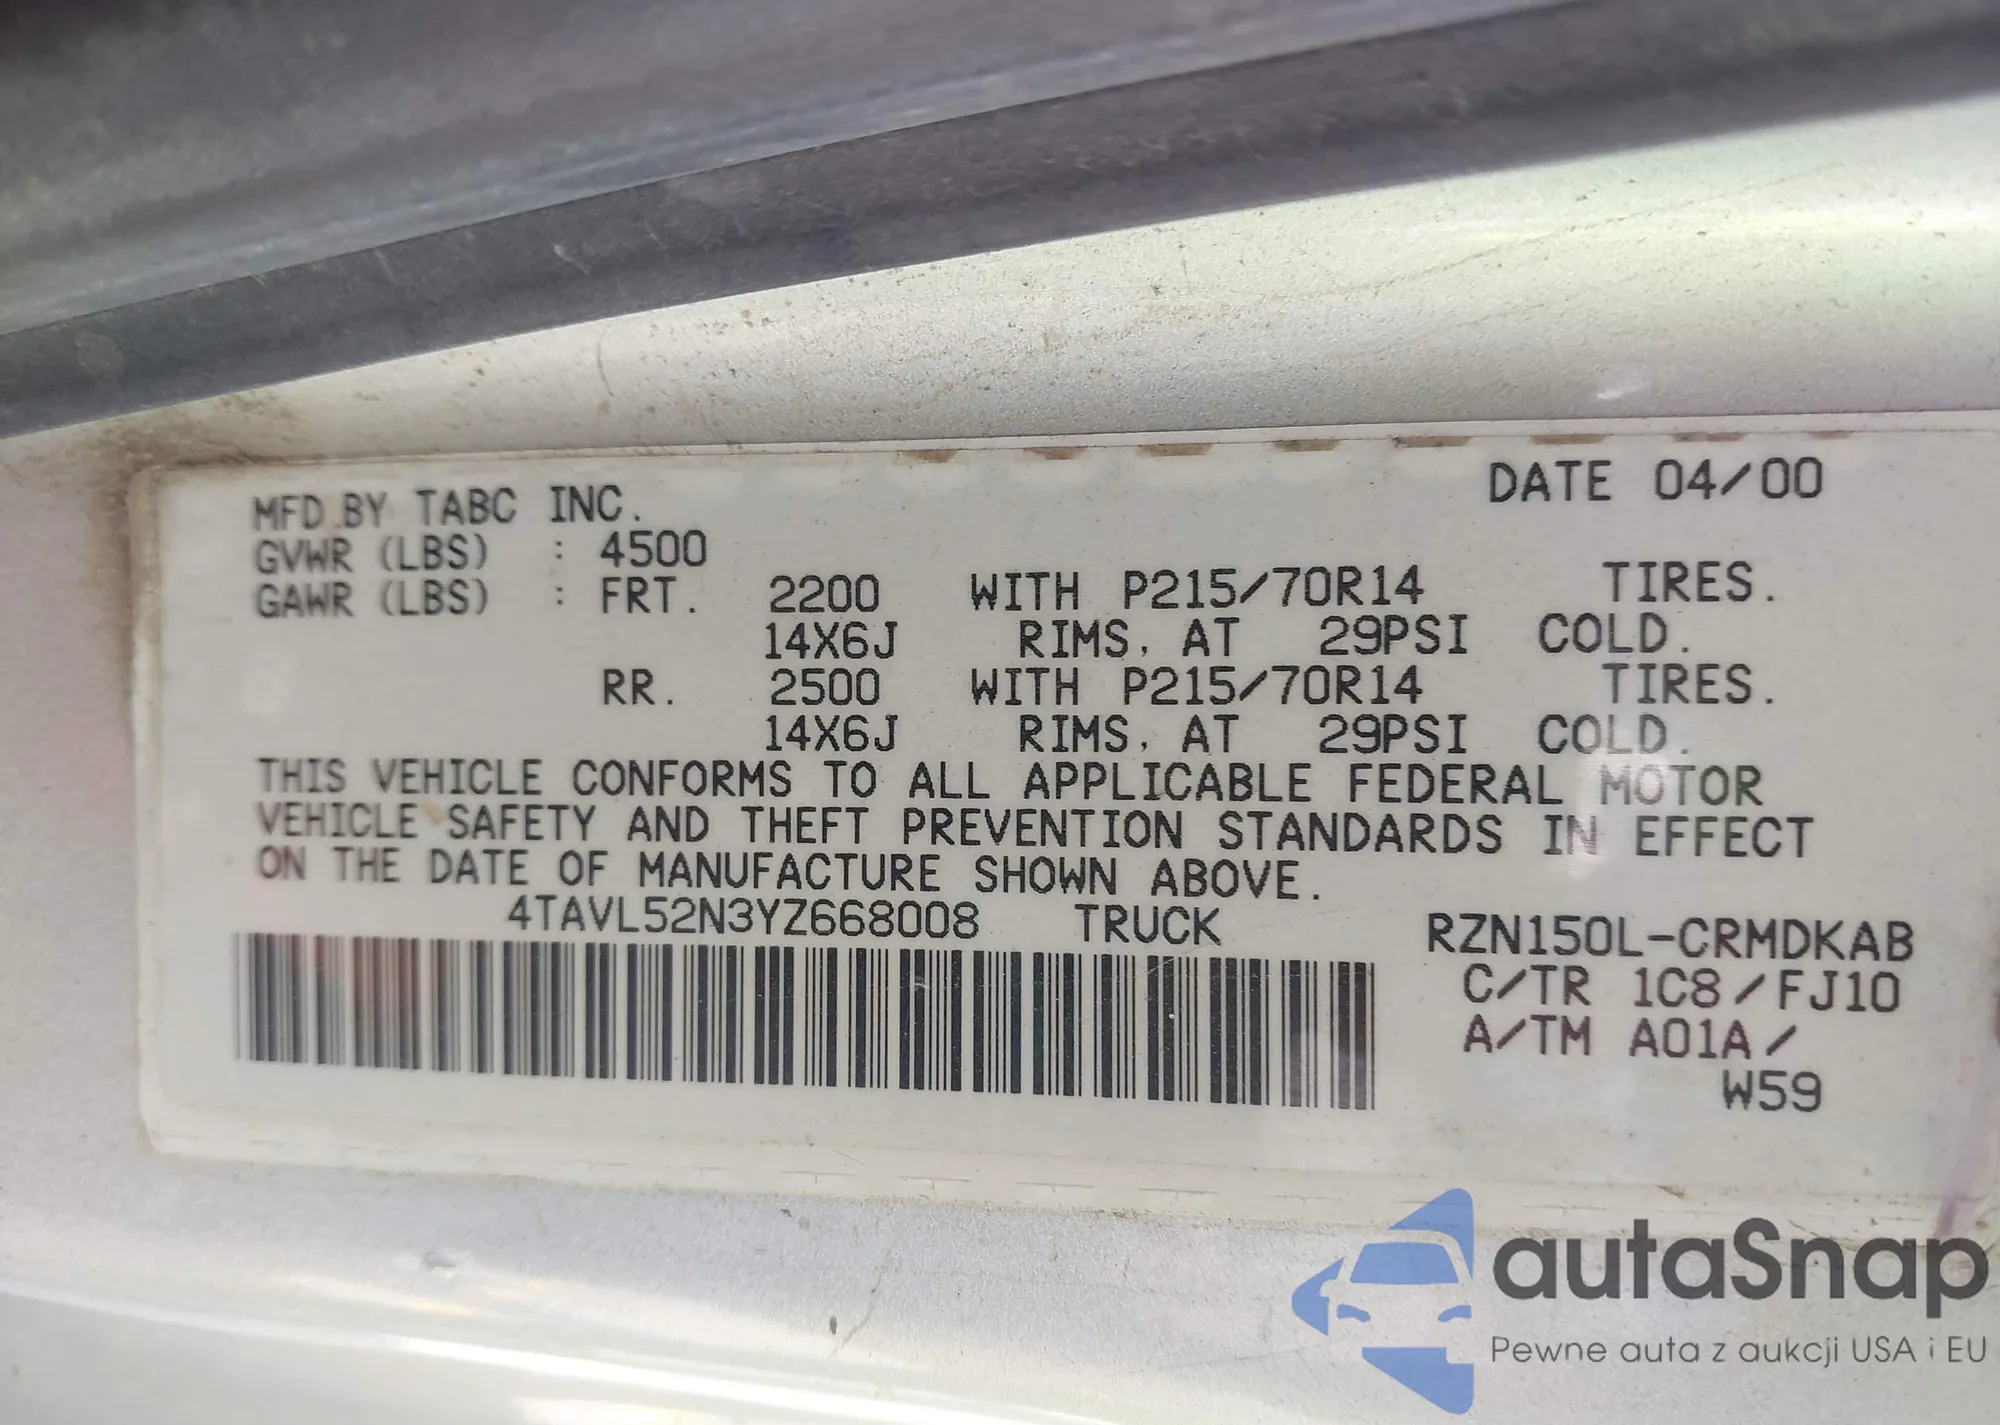 MFD.BY TABC INC.
DATE 04/00
GVWR (LBS) : 4500
GAWR (LBS) : FRT. 2200 WITH P215/70R14 TIRES.
14X6J RIMS, AT 29PSI COLD.
RR. 2500 WITH P215/70R14 TIRES.
14X6J RIMS, AT 29PSI COLD.
THIS VEHICLE CONFORMS TO ALL APPLICABLE FEDERAL MOTOR
VEHICLE SAFETY AND THEFT PREVENTION STANDARDS IN EFFECT
ON THE DATE OF MANUFACTURE SHOWN ABOVE.
4TAVL52N3YZ668008 TRUCK
RZN150L-CRMDKAB
C/TR 1C8/FJ10
A/TM A01A/
W59
autaSnap
Pewne auta z aukcji USA i EU